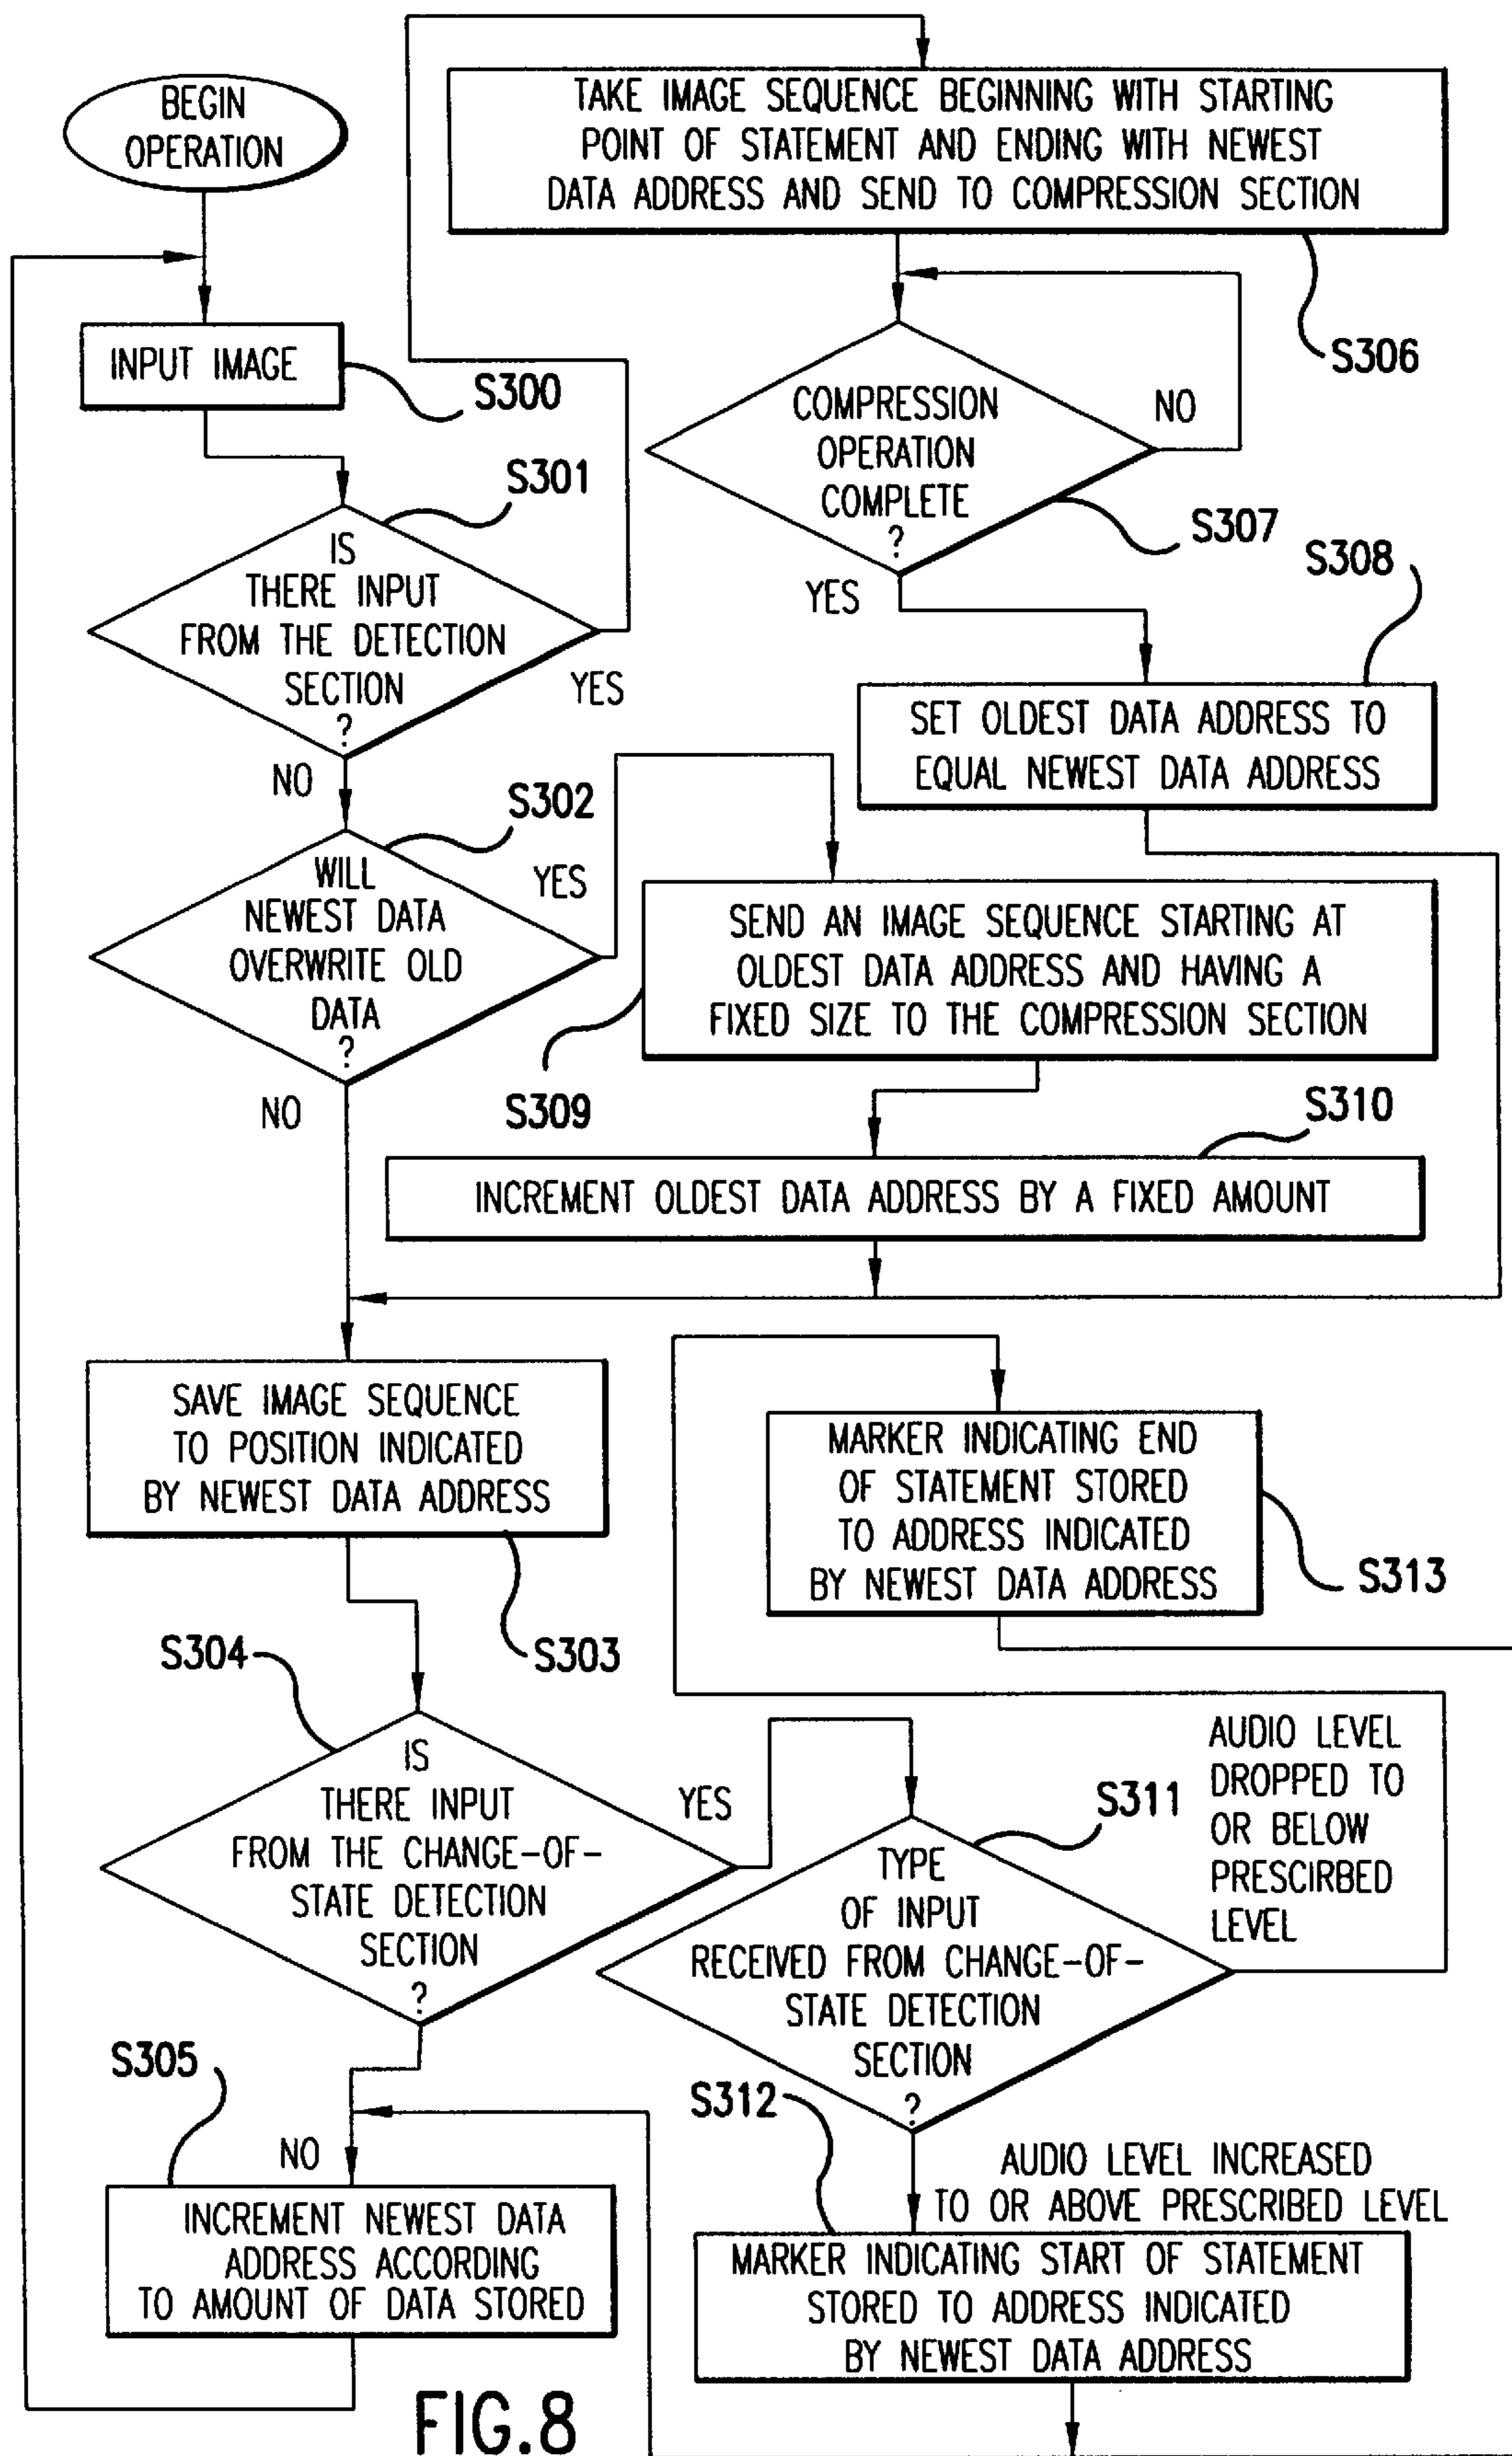 BEGIN
OPERATION
INPUT IMAGE
S300
S301
IS
THERE INPUT
FROM THE DETECTION
SECTION
?
YES
NO
S302
WILL
NEWEST DATA
OVERWRITE OLD
DATA
?
YES
NO
TAKE IMAGE SEQUENCE BEGINNING WITH STARTING
POINT OF STATEMENT AND ENDING WITH NEWEST
DATA ADDRESS AND SEND TO COMPRESSION SECTION
S306
COMPRESSION
OPERATION
COMPLETE
?
NO
YES
S307
S308
SET OLDEST DATA ADDRESS TO
EQUAL NEWEST DATA ADDRESS
SEND AN IMAGE SEQUENCE STARTING AT
OLDEST DATA ADDRESS AND HAVING A
FIXED SIZE TO THE COMPRESSION SECTION
S309
S310
INCREMENT OLDEST DATA ADDRESS BY A FIXED AMOUNT
SAVE IMAGE SEQUENCE
TO POSITION INDICATED
BY NEWEST DATA ADDRESS
S303
S304
IS
THERE INPUT
FROM THE CHANGE-OF-
STATE DETECTION
SECTION
?
YES
NO
S305
INCREMENT NEWEST DATA
ADDRESS ACCORDING
TO AMOUNT OF DATA STORED
MARKER INDICATING END
OF STATEMENT STORED
TO ADDRESS INDICATED
BY NEWEST DATA ADDRESS
S313
AUDIO LEVEL
DROPPED TO
OR BELOW
PRESCIRBED
LEVEL
S311
TYPE
OF INPUT
RECEIVED FROM CHANGE-OF-
STATE DETECTION
SECTION
?
S312
AUDIO LEVEL INCREASED
TO OR ABOVE PRESCRIBED LEVEL
MARKER INDICATING START OF STATEMENT
STORED TO ADDRESS INDICATED
BY NEWEST DATA ADDRESS
FIG.8